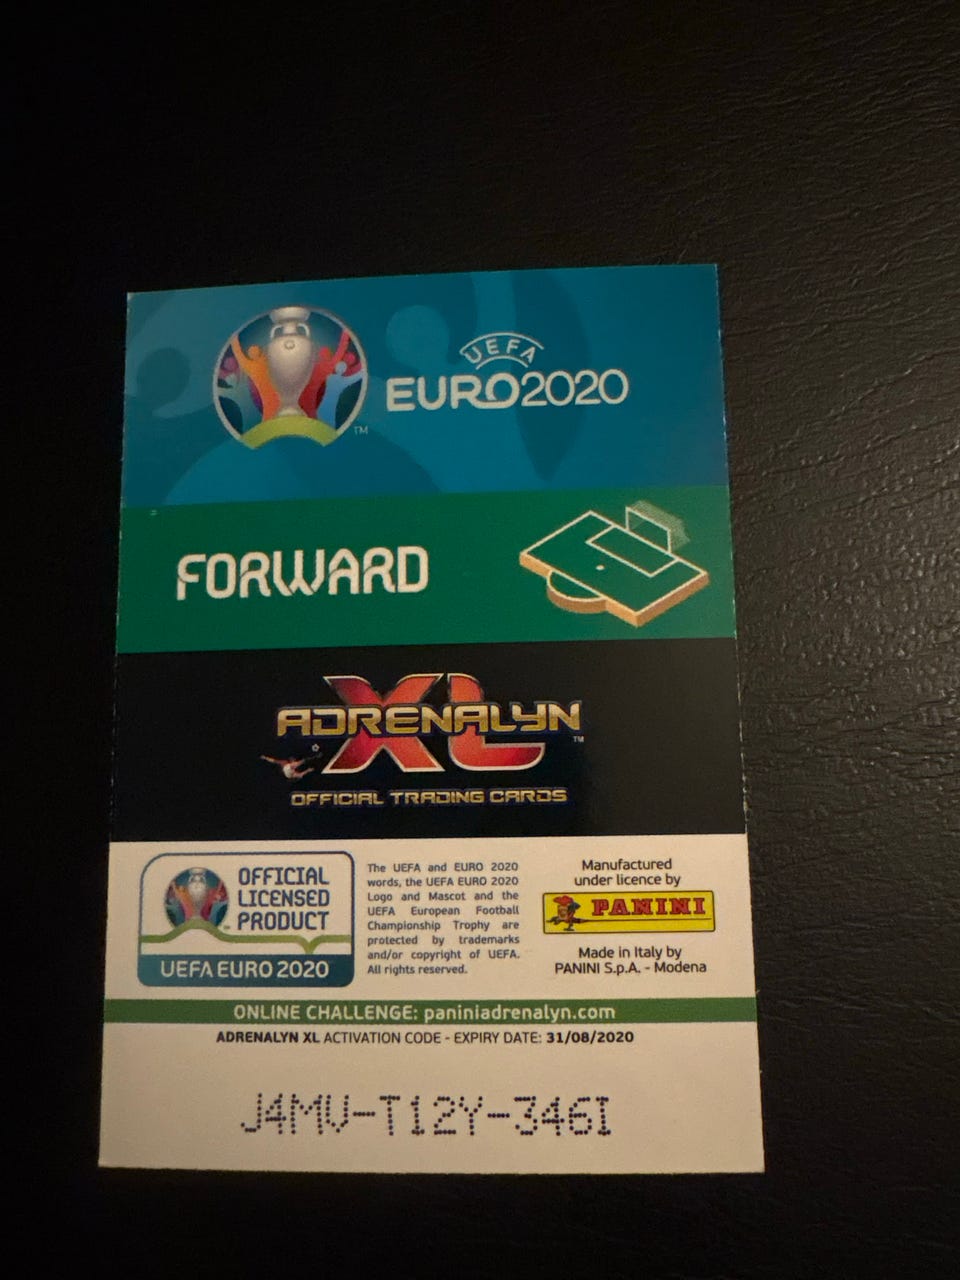 UEFA
EURO2020
TM
FORWARD
ADRENALYN
XL
TM
OFFICIAL TRADING CARDS
OFFICIAL
LICENSED
PRODUCT
UEFA EURO 2020
The UEFA and EURO 2020
words, the UEFA EURO 2020
Logo and Mascot and the
UEFA European Football
Championship Trophy are
protected by trademarks
and/or copyright of UEFA.
All rights reserved.
Manufactured
under licence by
PANINI
Made in Italy by
PANINI S.p.A. - Modena
ONLINE CHALLENGE: paniniadrenalyn.com
ADRENALYN XL ACTIVATION CODE - EXPIRY DATE: 31/08/2020
J4MV-T12Y-346I